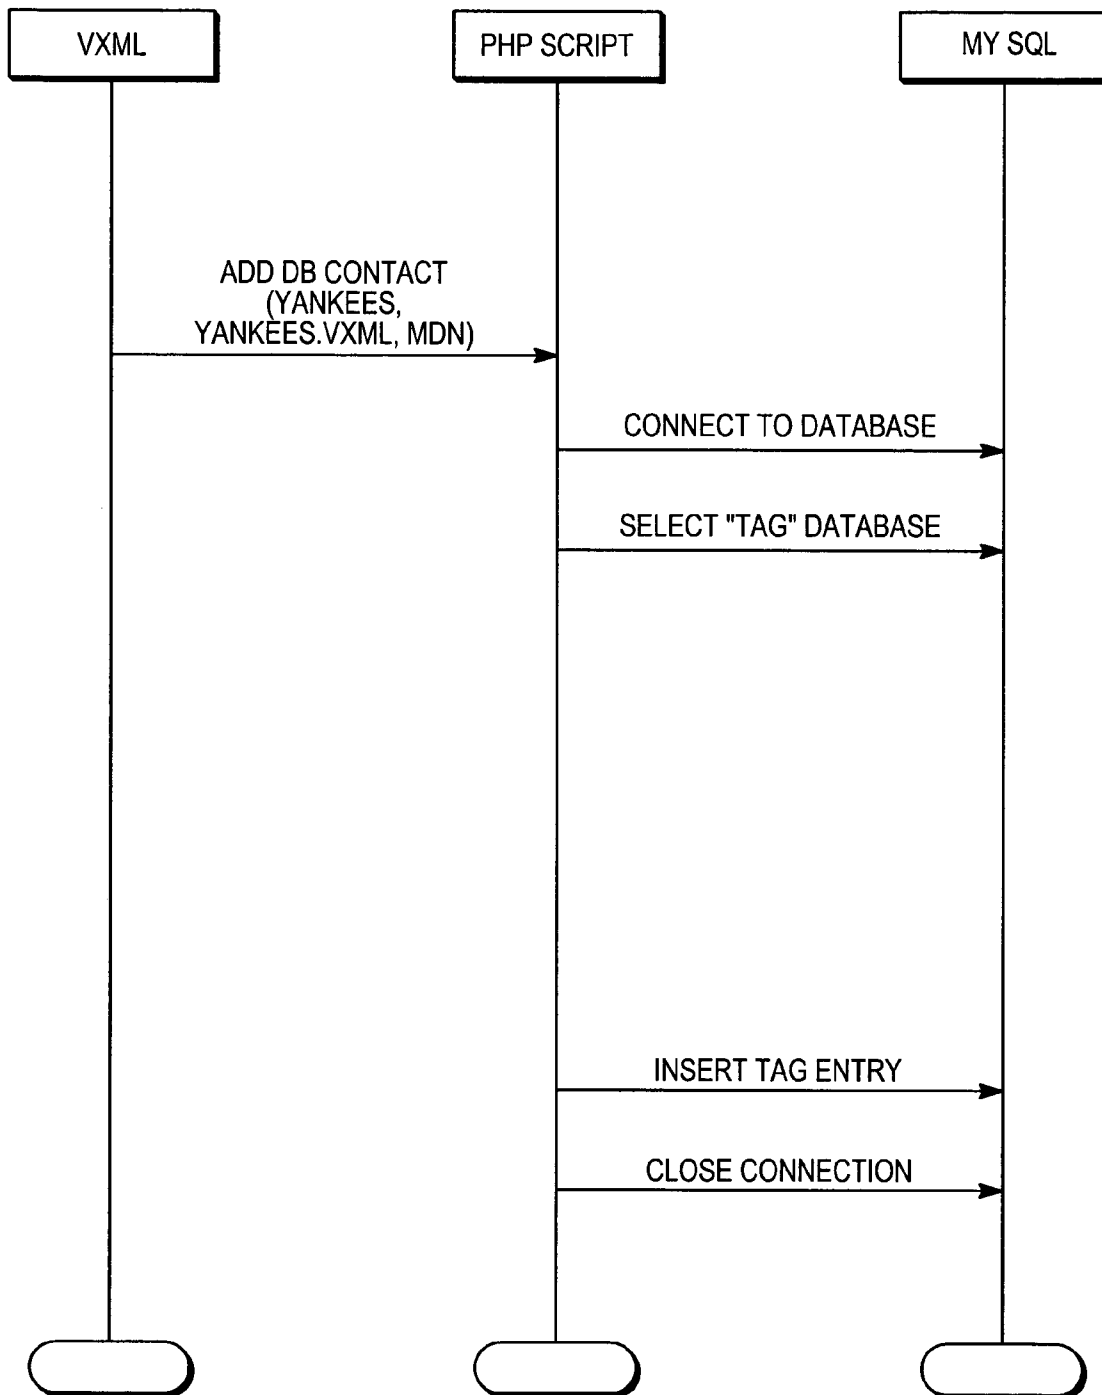 VXML
PHP SCRIPT
MY SQL
ADD DB CONTACT
(YANKEES,
YANKEES.VXML, MDN)
CONNECT TO DATABASE
SELECT "TAG" DATABASE
INSERT TAG ENTRY
CLOSE CONNECTION